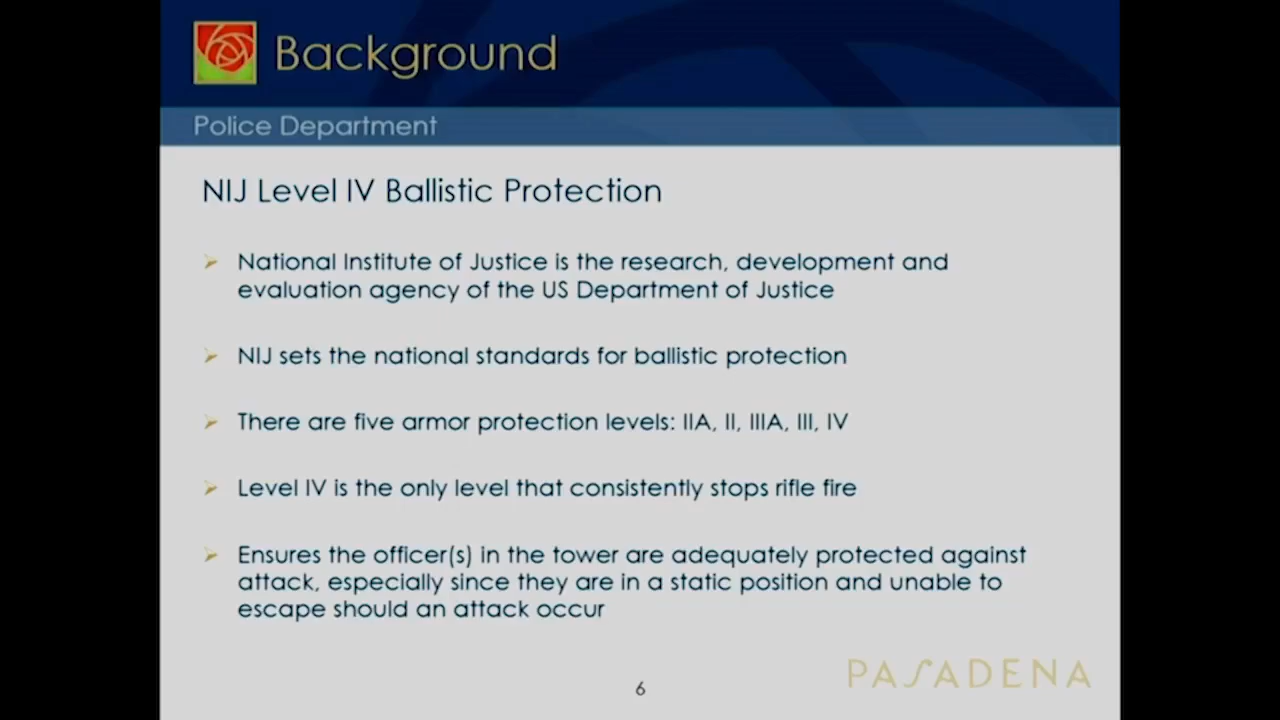 Background
Police Department
NIJ Level IV Ballistic Protection
National Institute of Justice is the research, development and
evaluation agency of the US Department of Justice
NIJ sets the national standards for ballistic protection
There are five armor protection levels: IIA, II, IIIA, III, IV
Level IV is the only level that consistently stops rifle fire
Ensures the officer(s) in the tower are adequately protected against
attack, especially since they are in a static position and unable to
escape should an attack occur
PASADENA
6